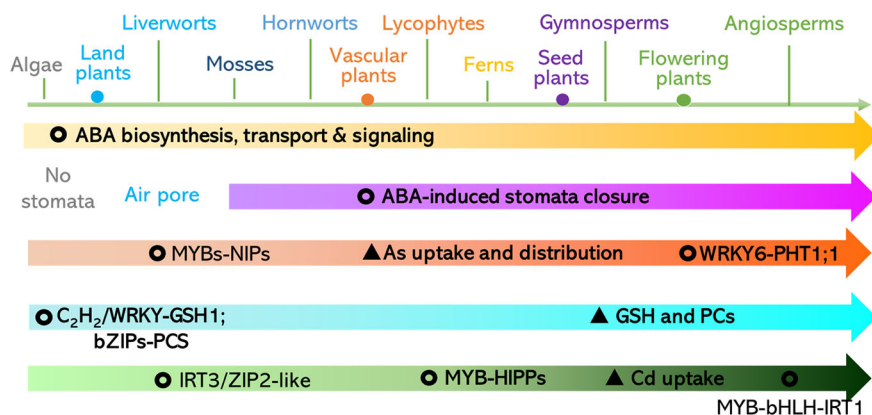 Liverworts
Hornworts
Lycophytes
Gymnosperms
Angiosperms
Algae
Land
plants
Mosses
Vascular
plants
Ferns
Seed
plants
Flowering
plants
ABA biosynthesis, transport & signaling
No
stomata
Air pore
ABA-induced stomata closure
MYBs-NIPs
As uptake and distribution
WRKY6-PHT1;1
C₂H₂/WRKY-GSH1;
bZIPs-PCS
GSH and PCs
IRT3/ZIP2-like
MYB-HIPPs
Cd uptake
MYB-bHLH-IRT1